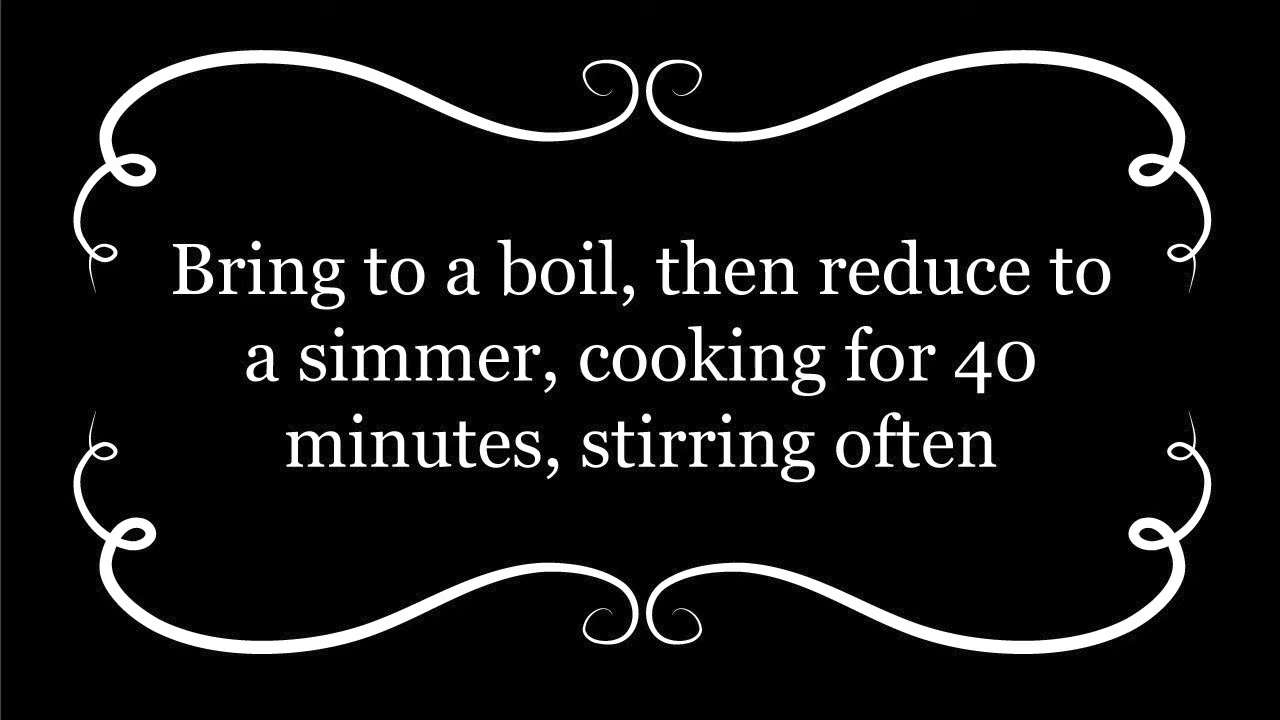 Bring to a boil, then reduce to
a simmer, cooking for 40
minutes, stirring often